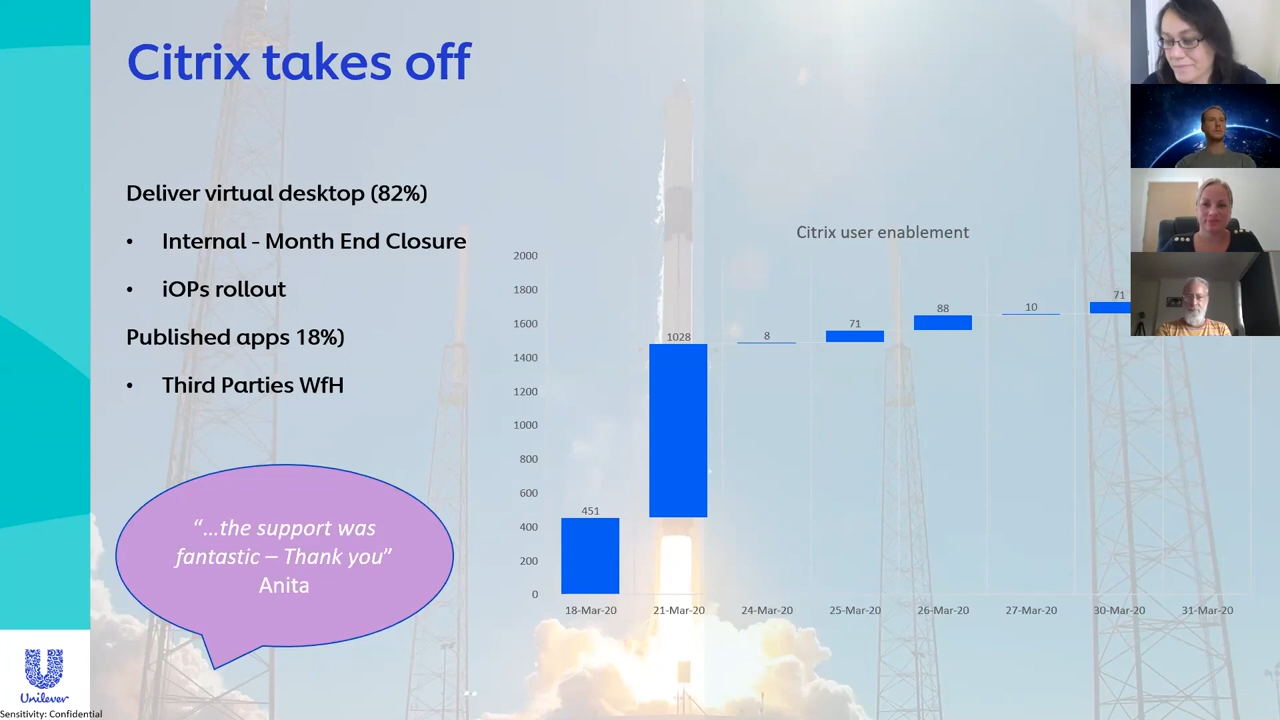 Citrix takes off
Deliver virtual desktop (82%)
• Internal - Month End Closure
• iOPs rollout
Published apps 18%)
• Third Parties WfH
“…the support was
fantastic – Thank you”
Anita
Citrix user enablement
2000
1800
1600
1400
1200
1000
800
600
400
200
0
451
1028
8
71
88
10
71
18-Mar-20
21-Mar-20
24-Mar-20
25-Mar-20
26-Mar-20
27-Mar-20
30-Mar-20
31-Mar-20
Unilever
Sensitivity: Confidential